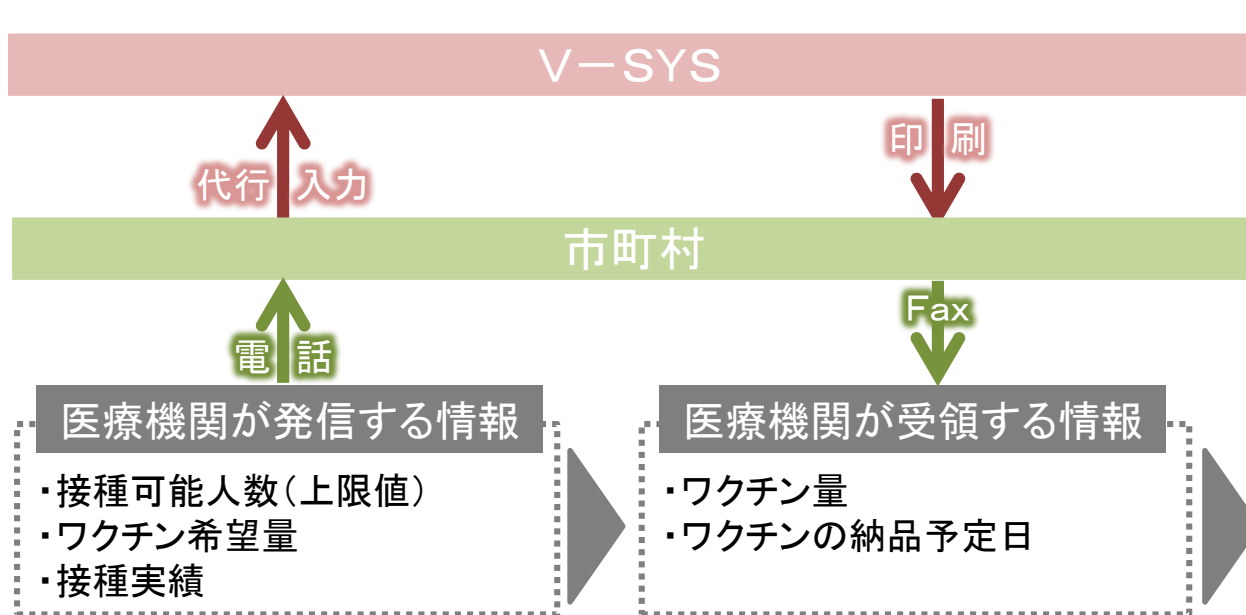 V-SYS
代行入力
印刷
市町村
電話
Fax
医療機関が発信する情報
・接種可能人数(上限値)
・ワクチン希望量
・接種実績
医療機関が受領する情報
・ワクチン量
・ワクチンの納品予定日